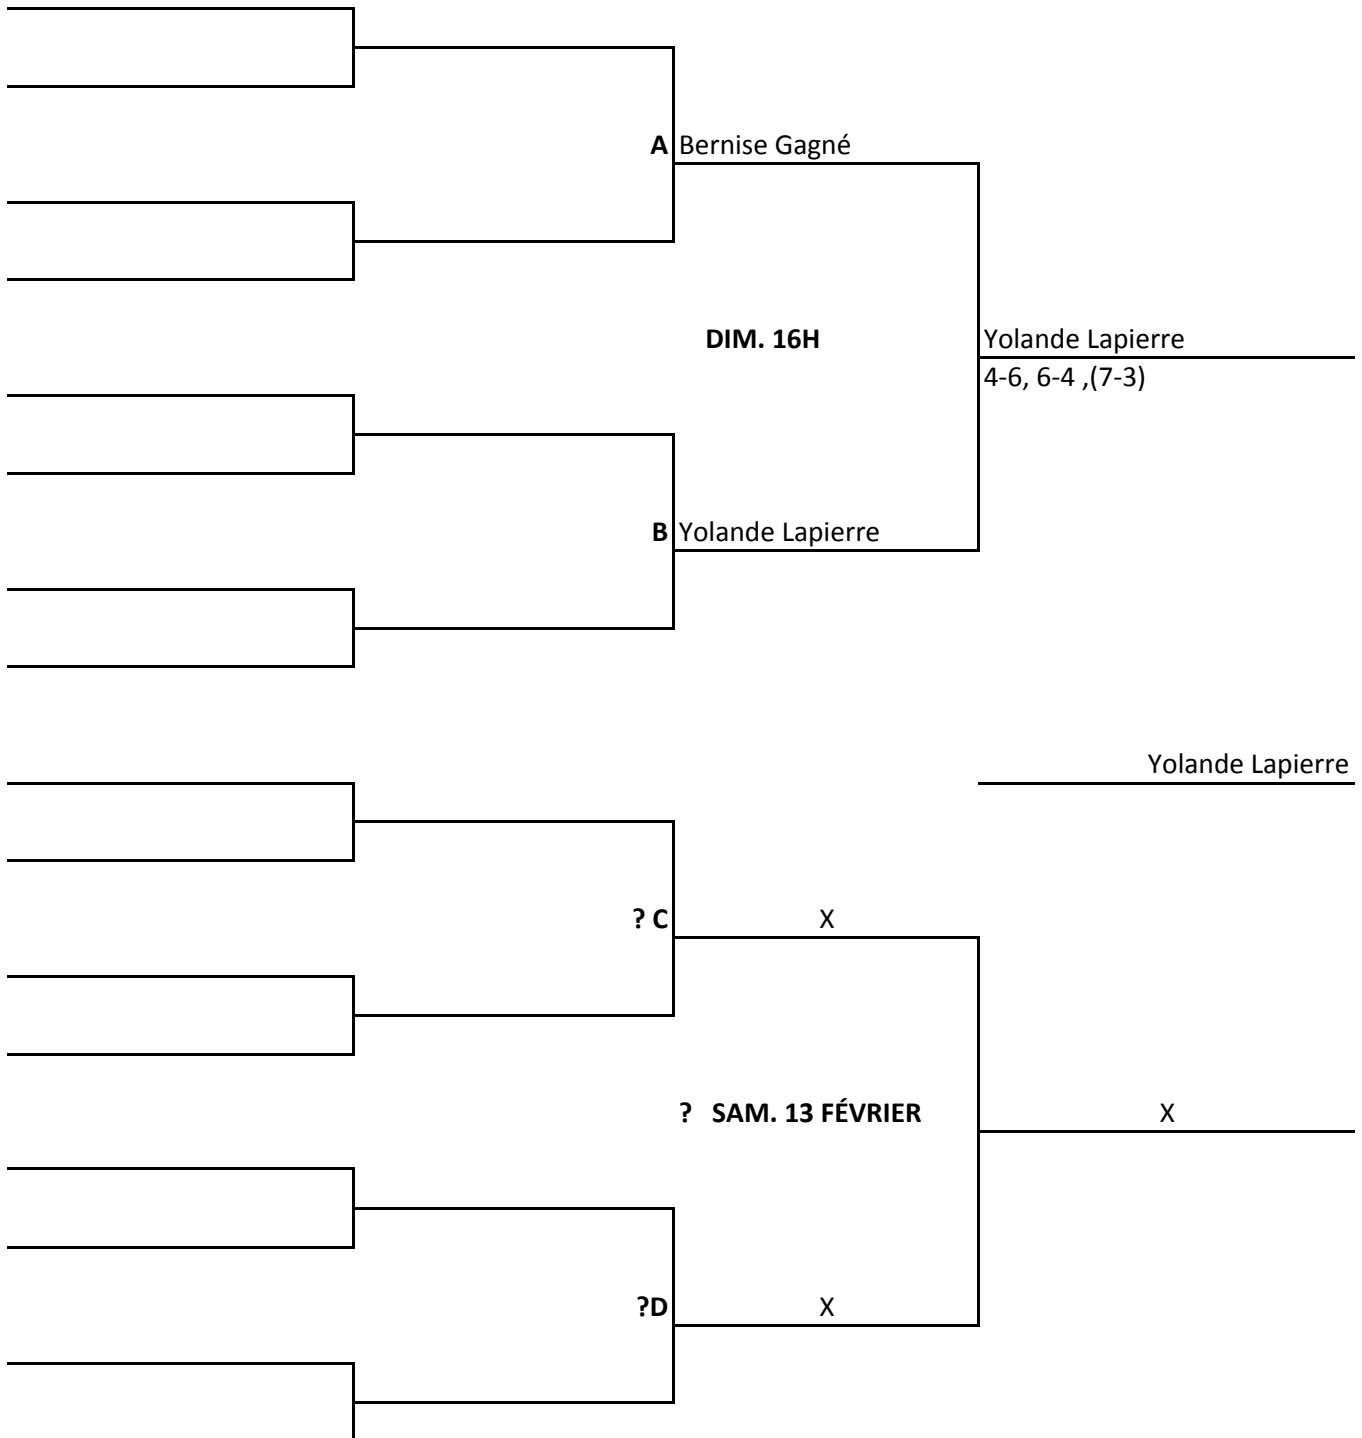 A Bernise Gagné
DIM. 16H
Yolande Lapierre
4-6, 6-4 ,(7-3)
B Yolande Lapierre
Yolande Lapierre
? C X
? SAM. 13 FÉVRIER
X
?D X